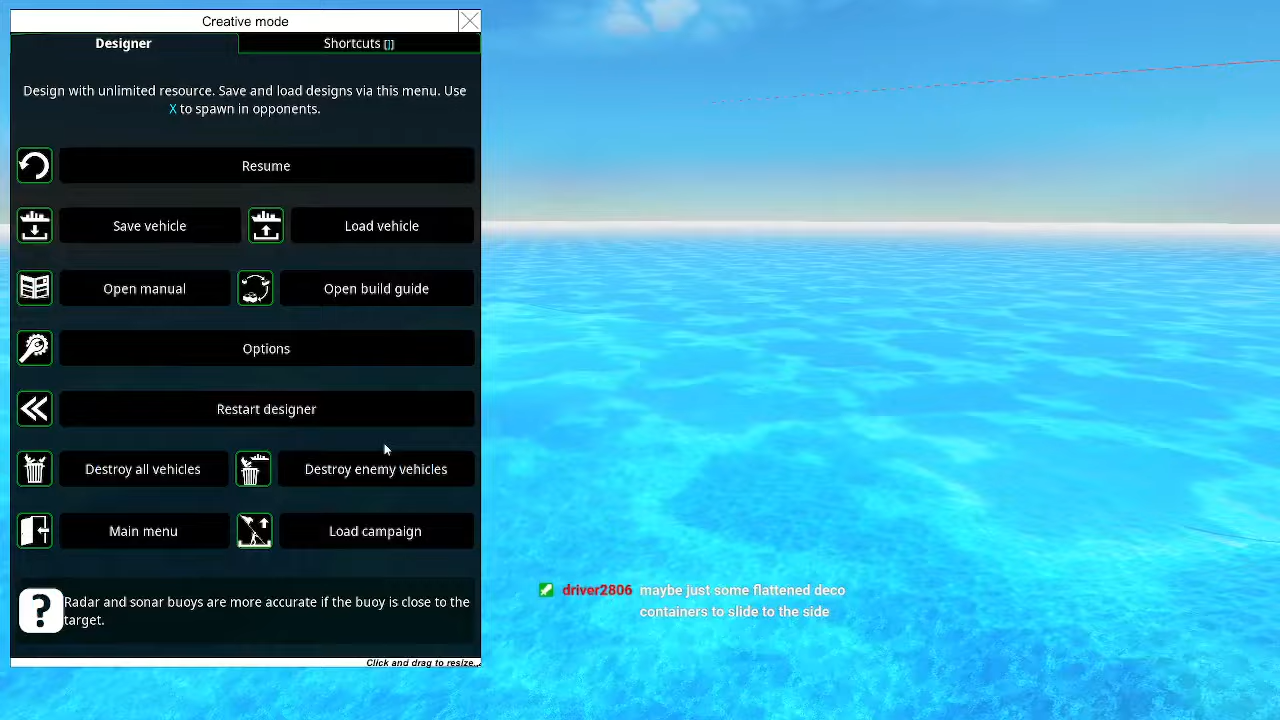 Creative mode
Designer
Shortcuts []]
Design with unlimited resource. Save and load designs via this menu. Use
X to spawn in opponents.
Resume
Save vehicle
Load vehicle
Open manual
Open build guide
Options
Restart designer
Destroy all vehicles
Destroy enemy vehicles
Main menu
Load campaign
driver2806 maybe just some flattened deco
containers to slide to the side
? Radar and sonar buoys are more accurate if the buoy is close to the
target.
Click and drag to resize...